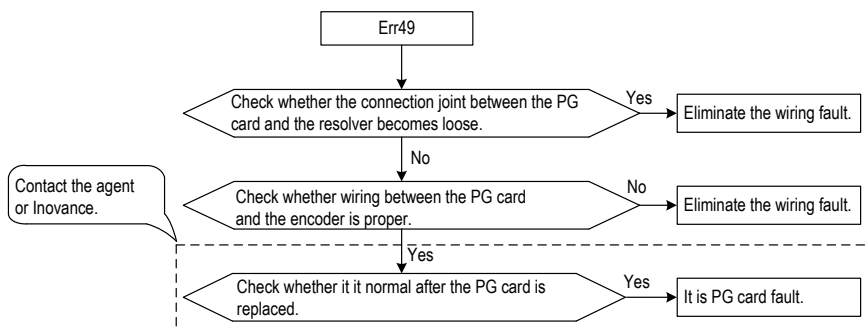 Err49
Check whether the connection joint between the PG
card and the resolver becomes loose.
Yes
Eliminate the wiring fault.
No
Contact the agent
or Inovance.
Check whether wiring between the PG card
and the encoder is proper.
No
Eliminate the wiring fault.
Yes
Check whether it it normal after the PG card is
replaced.
Yes
It is PG card fault.